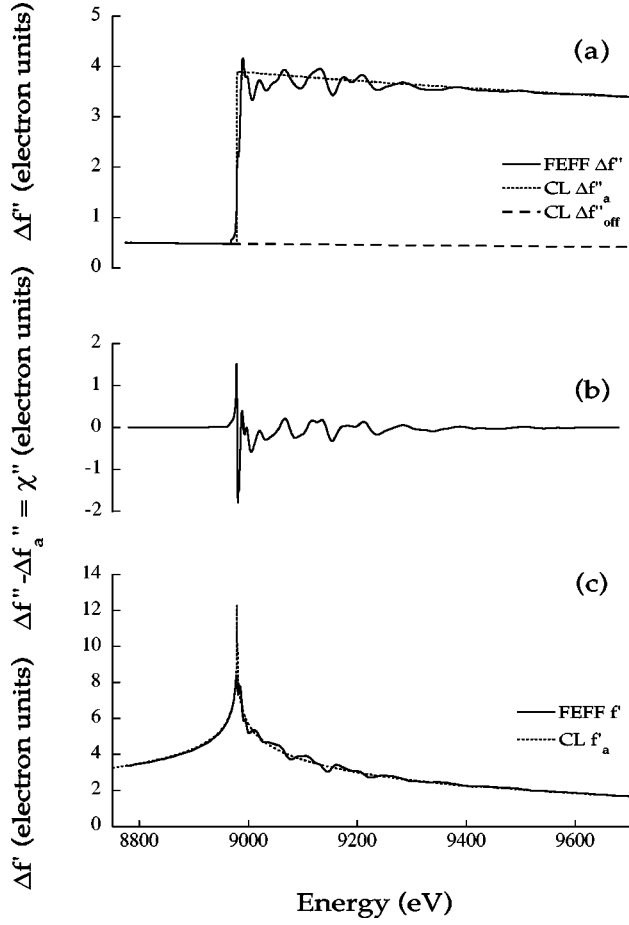 Δf" (electron units)
5
4
3
2
1
0
(a)
FEFF Δf"
CL Δf"a
CL Δf"off
Δf"-Δfa" = χ" (electron units)
2
1
0
-1
-2
(b)
Δf' (electron units)
14
12
10
8
6
4
2
0
(c)
FEFF f'
CL f'a
8800 9000 9200 9400 9600
Energy (eV)